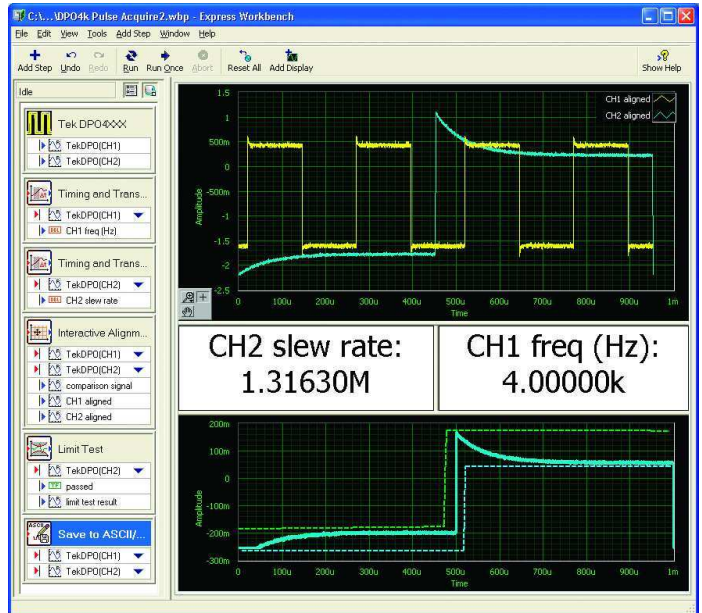 C:\...\DPO4k Pulse Acquire2.wbp - Express Workbench
File Edit View Tools Add Step Window Help
Add Step Undo Redo Run Run Once Abort Reset All Add Display Show Help
Idle
Tek DPO4XXX
TekDPO(CH1)
TekDPO(CH2)
Timing and Trans...
TekDPO(CH1)
CH1 freq (Hz)
Timing and Trans...
TekDPO(CH2)
CH2 slew rate
Interactive Alignm...
TekDPO(CH1)
TekDPO(CH2)
comparison signal
CH1 aligned
CH2 aligned
Limit Test
TekDPO(CH2)
passed
limit test result
ASCII
Save to ASCII/...
TekDPO(CH1)
TekDPO(CH2)
CH1 aligned
CH2 aligned
Amplitude
1.5
1
500m
0
-500m
-1
-1.5
-2
-2.5
0 100u 200u 300u 400u 500u 600u 700u 800u 900u 1m
Time
CH2 slew rate:
1.31630M
CH1 freq (Hz):
4.00000k
Amplitude
200m
100m
0
-100m
-200m
-300m
0 100u 200u 300u 400u 500u 600u 700u 800u 900u 1m
Time